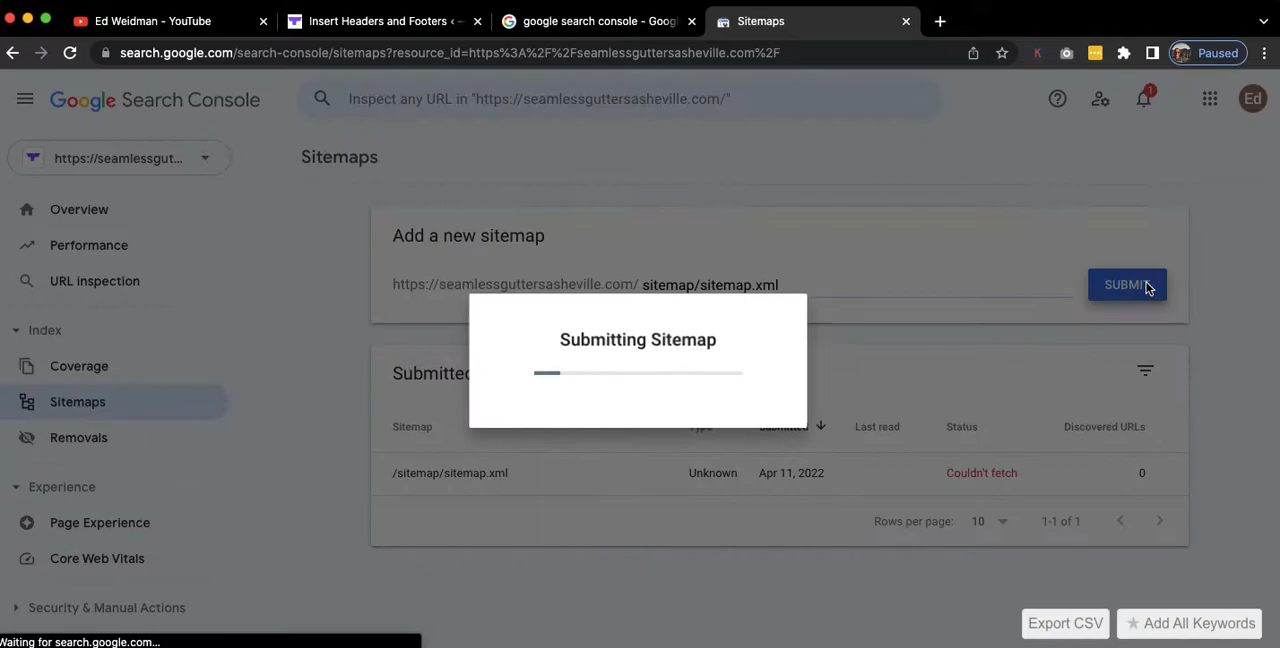 Ed Weidman - YouTube
Insert Headers and Footers ‹
google search console - Goog
Sitemaps
search.google.com/search-console/sitemaps?resource_id=https%3A%2F%2Fseamlessguttersasheville.com%2F
K
Paused
Google Search Console
Inspect any URL in "https://seamlessguttersasheville.com/"
1
Ed
https://seamlessgut...
Sitemaps
Overview
Performance
URL inspection
Index
Coverage
Sitemaps
Removals
Experience
Page Experience
Core Web Vitals
Security & Manual Actions
Add a new sitemap
https://seamlessguttersasheville.com/ sitemap/sitemap.xml
SUBMIT
Submitting Sitemap
Submitted
Sitemap Type Submitted Last read Status Discovered URLs
/sitemap/sitemap.xml Unknown Apr 11, 2022 Couldn't fetch 0
Rows per page: 10 1-1 of 1
Export CSV
Add All Keywords
Waiting for search.google.com...